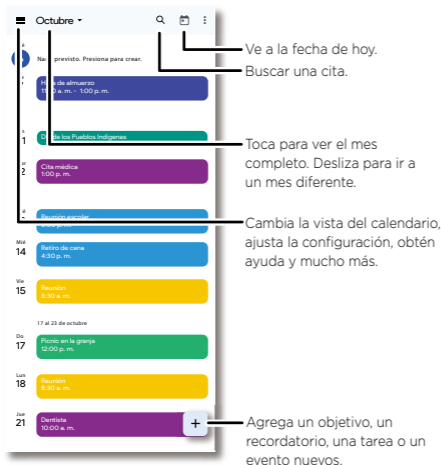 Octubre
Ve a la fecha de hoy.
Nada previsto. Presiona para crear.
Buscar una cita.
Hora de almuerzo
11:00 a. m. - 1:00 p. m.
Día de los Pueblos Indígenas
Toca para ver el mes
completo. Desliza para ir a
un mes diferente.
Cita médica
1:00 p. m.
Reunión escolar
Cambia la vista del calendario,
ajusta la configuración, obtén
ayuda y mucho más.
Mié
14
Retiro de cena
4:30 p. m.
Vie
15
Reunión
8:30 a. m.
17 al 23 de octubre
Do
17
Picnic en la granja
12:00 p. m.
Lun
18
Reunión
8:30 a. m.
Jue
21
Dentista
10:00 a. m.
+
Agrega un objetivo, un
recordatorio, una tarea o un
evento nuevos.